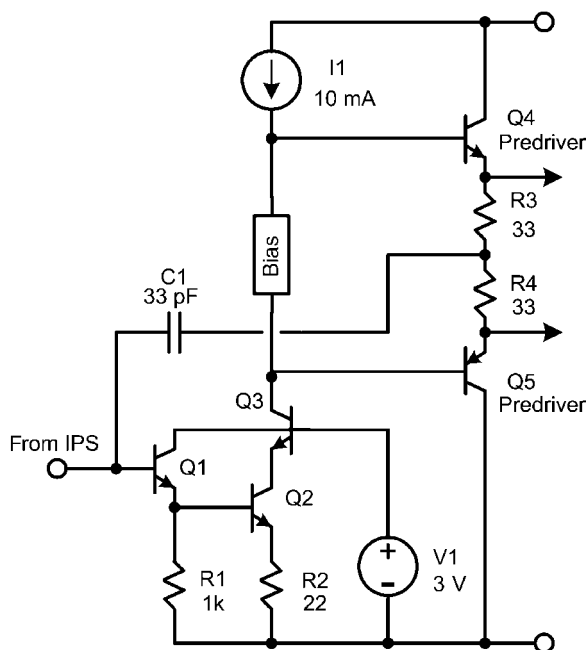 I1
10 mA
Q4
Predriver
R3
33
Bias
C1
33 pF
R4
33
Q3
Q5
Predriver
From IPS
Q1
Q2
+
-
V1
3 V
R1
1k
R2
22